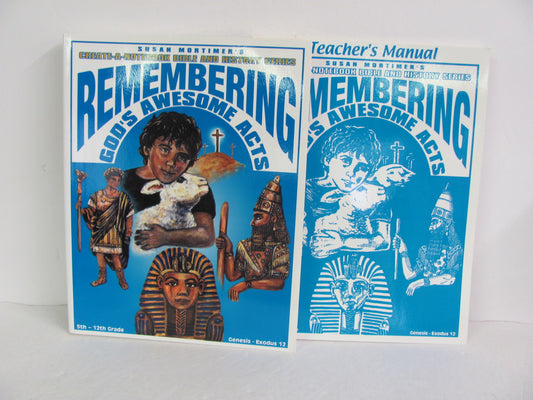 SUSAN MORTIMER'S
CREATE-A-NOTEBOOK BIBLE AND HISTORY SERIES
REMEMBERING
GOD'S AWESOME ACTS
5th - 12th Grade
Genesis - Exodus 12
Teacher's Manual
SUSAN MORTIMER'S
-NOTEBOOK BIBLE AND HISTORY SERIES
MEMBERING
D'S AWESOME ACTS
Genesis - Exodus 12